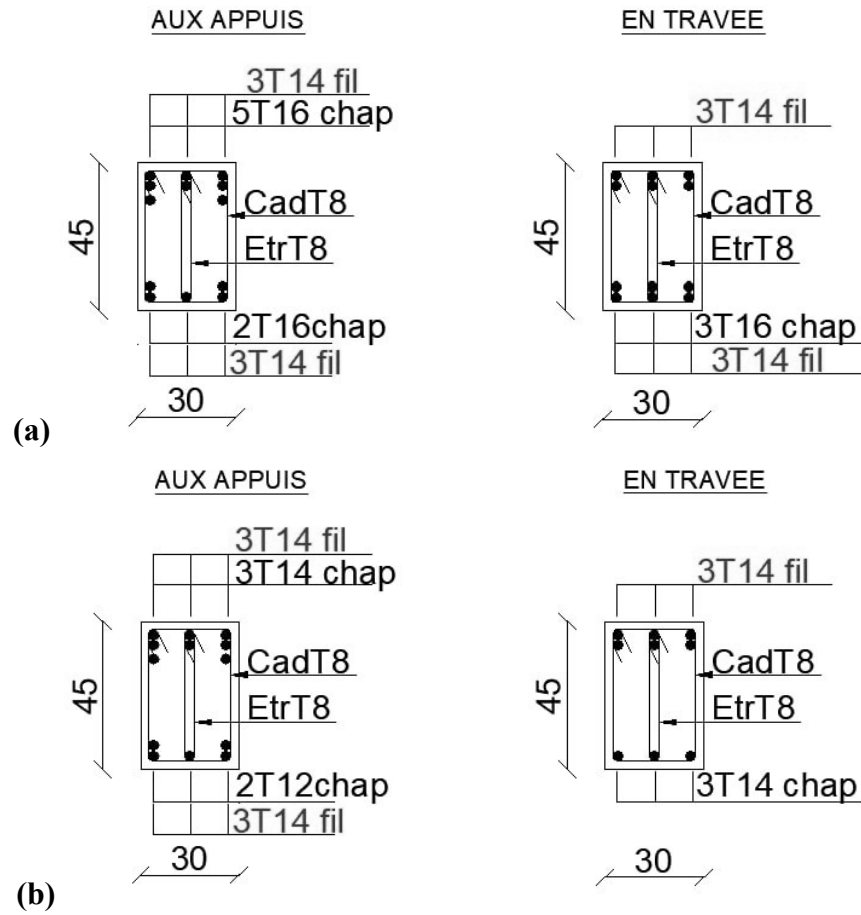 AUX APPUIS
EN TRAVEE
3T14 fil
5T16 chap
3T14 fil
45
CadT8
EtrT8
45
CadT8
EtrT8
2T16chap
3T14 fil
3T16 chap
3T14 fil
30
30
(a)
AUX APPUIS
EN TRAVEE
3T14 fil
3T14 chap
3T14 fil
45
CadT8
EtrT8
45
CadT8
EtrT8
2T12chap
3T14 fil
3T14 chap
30
30
(b)